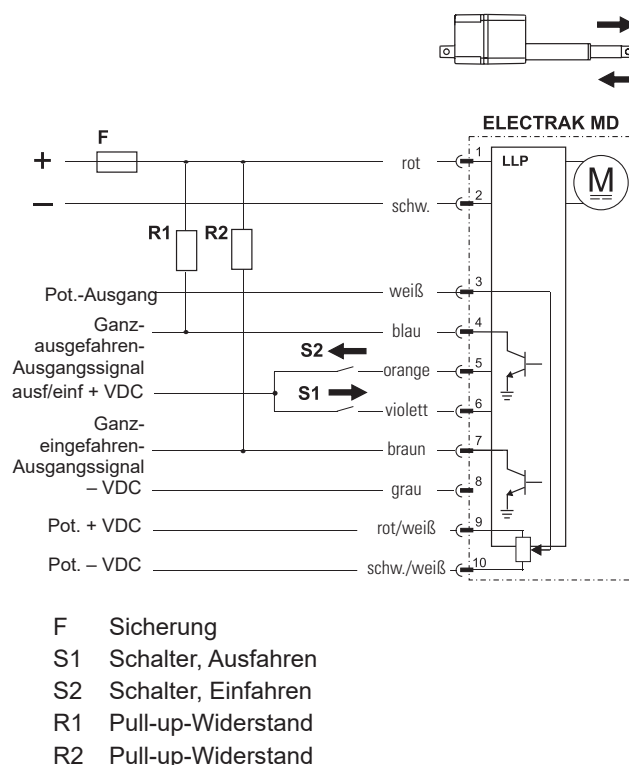 ELECTRAK MD
F
+
rot
1
LLP
M
–
schw.
2
R1
R2
Pot.-Ausgang
weiß
3
Ganz-
ausgefahren-
Ausgangssignal
blau
4
S2
orange
5
ausf/einf + VDC
S1
violett
6
Ganz-
eingefahren-
Ausgangssignal
braun
7
– VDC
grau
8
Pot. + VDC
rot/weiß
9
Pot. – VDC
schw./weiß
10
F Sicherung
S1 Schalter, Ausfahren
S2 Schalter, Einfahren
R1 Pull-up-Widerstand
R2 Pull-up-Widerstand